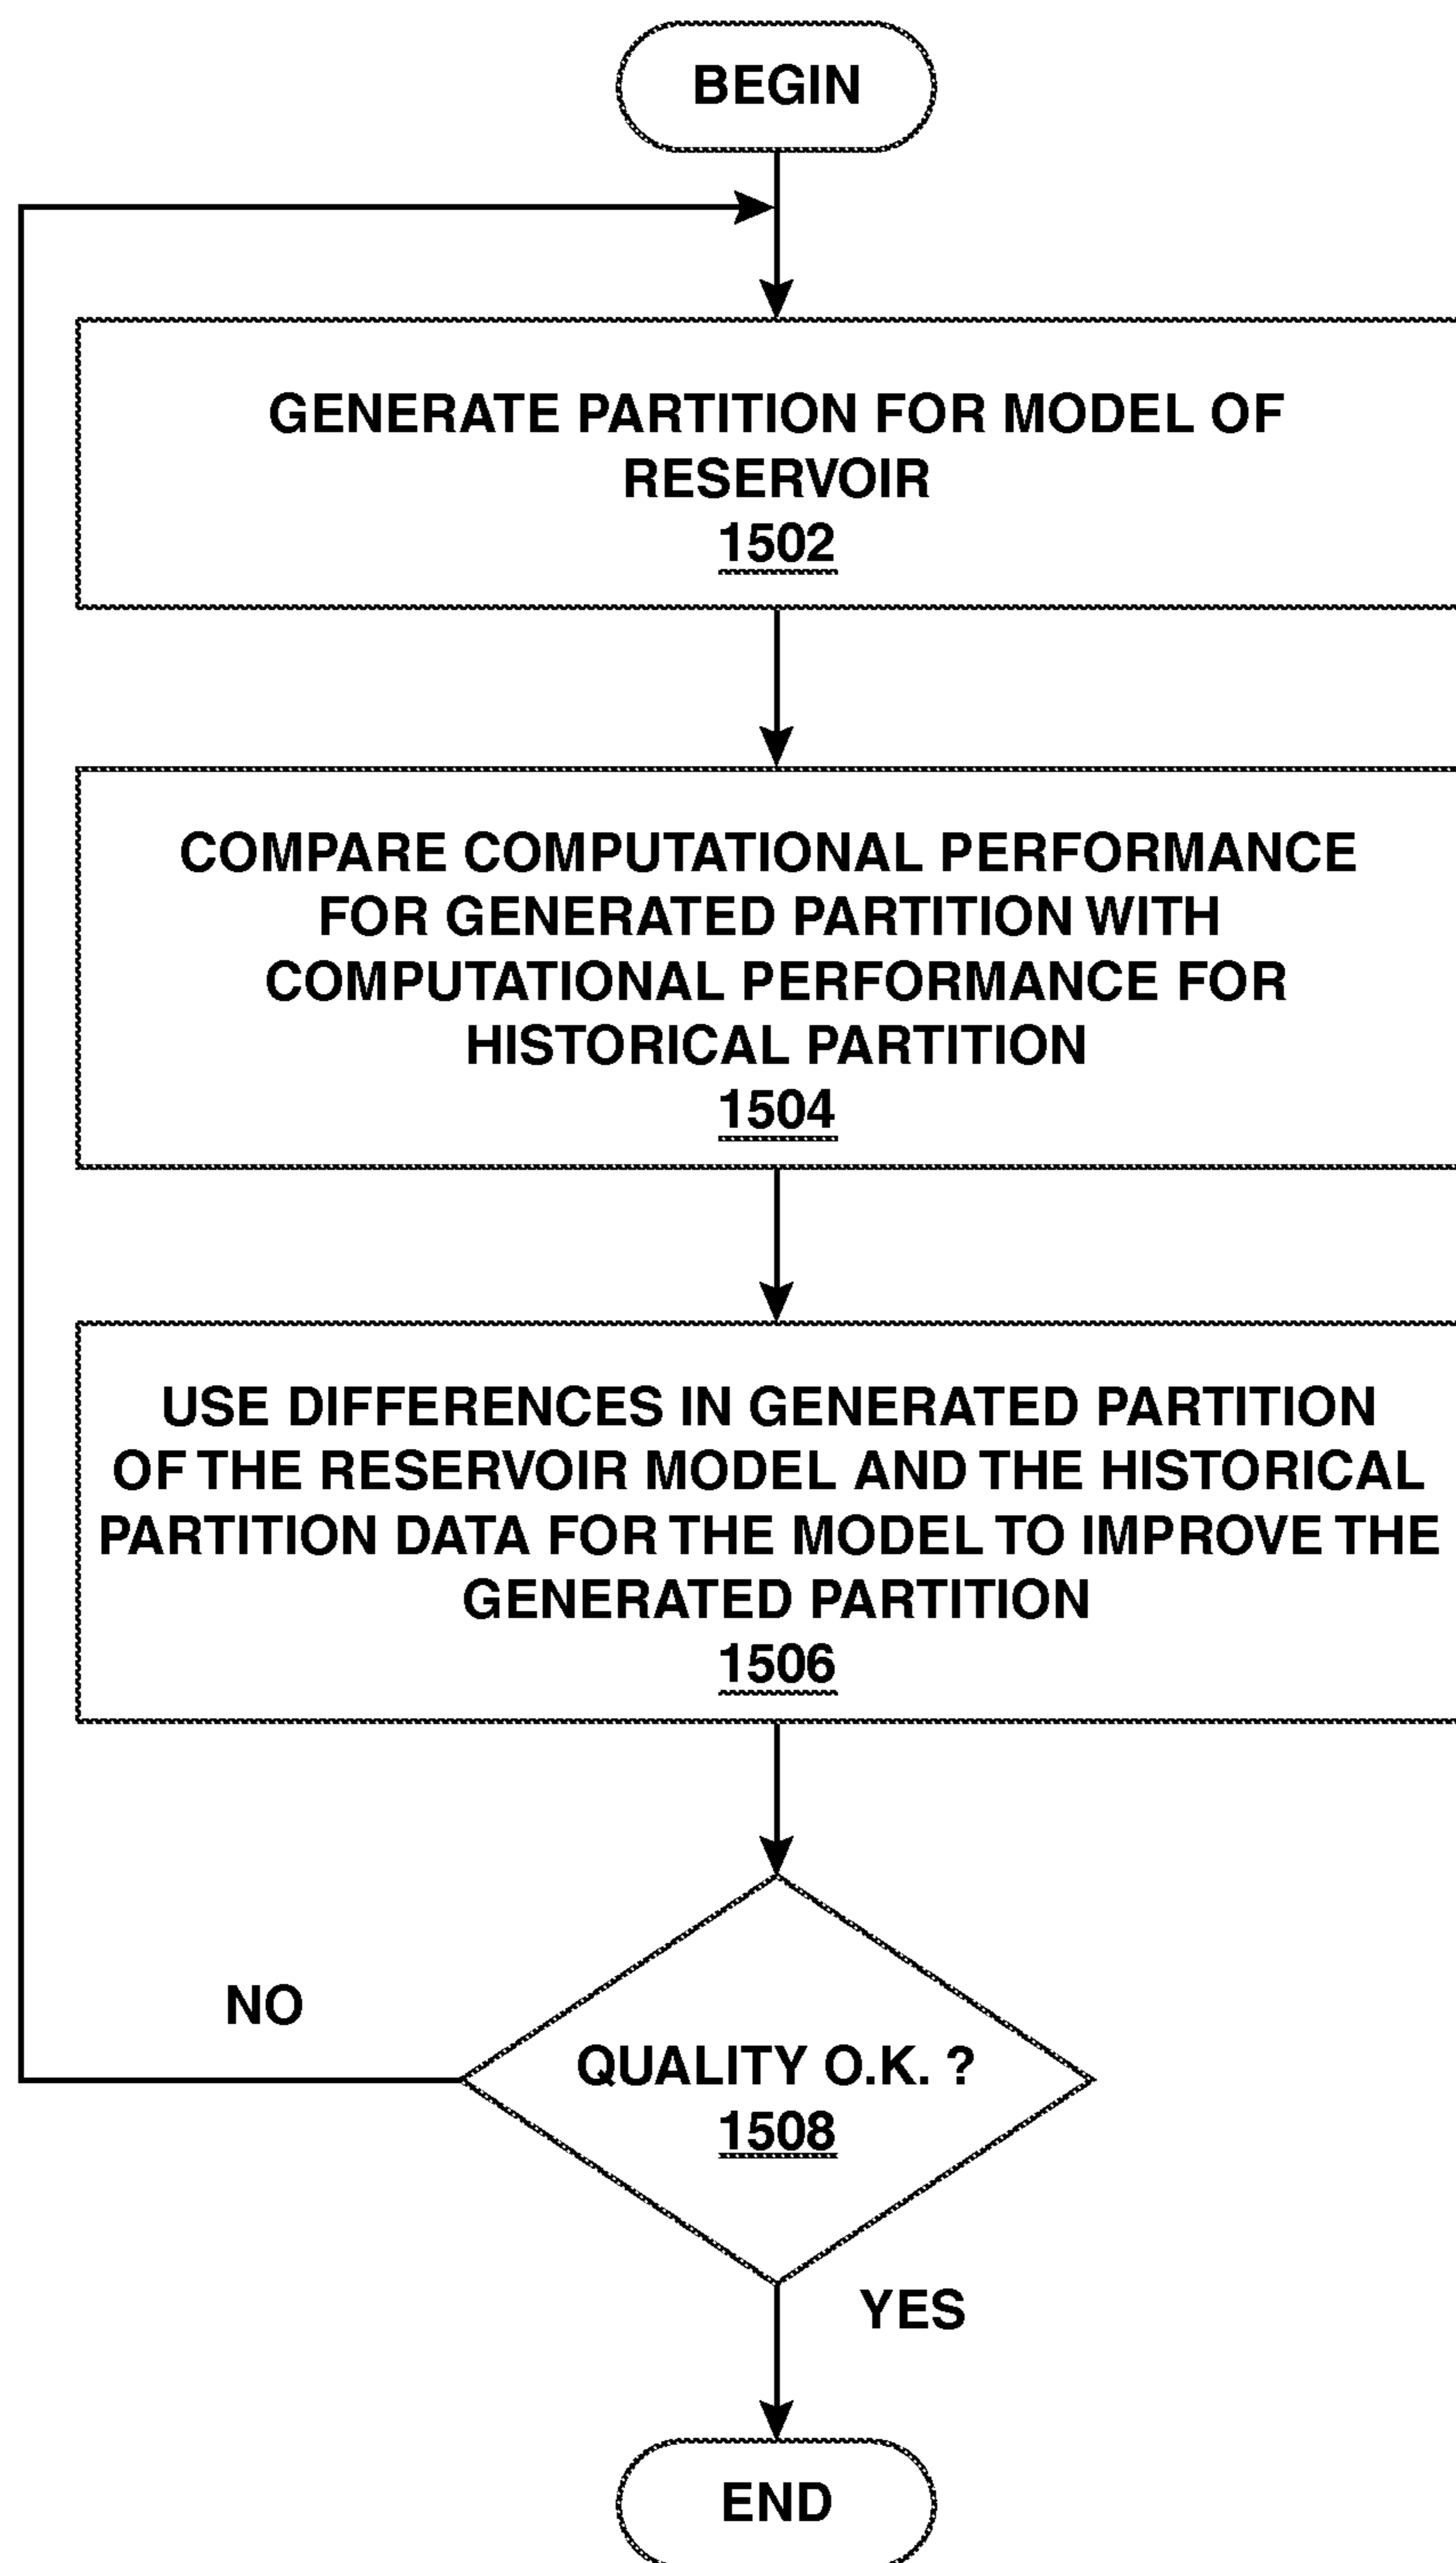 BEGIN
GENERATE PARTITION FOR MODEL OF
RESERVOIR
1502
COMPARE COMPUTATIONAL PERFORMANCE
FOR GENERATED PARTITION WITH
COMPUTATIONAL PERFORMANCE FOR
HISTORICAL PARTITION
1504
USE DIFFERENCES IN GENERATED PARTITION
OF THE RESERVOIR MODEL AND THE HISTORICAL
PARTITION DATA FOR THE MODEL TO IMPROVE THE
GENERATED PARTITION
1506
NO
QUALITY O.K. ?
1508
YES
END